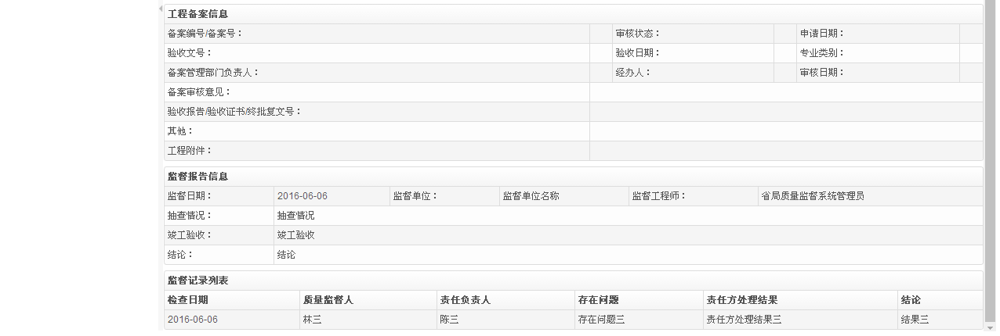 工程备案信息
备案编号/备案号： 审核状态： 申请日期：
验收文号： 验收日期： 专业类别：
备案管理部门负责人： 经办人： 审核日期：
备案审核意见：
验收报告/验收证书/终批复文号：
其他：
工程附件：
监督报告信息
监督日期： 2016-06-06 监督单位： 监督单位名称 监督工程师： 省局质量监督系统管理员
抽查情况： 抽查情况
竣工验收： 竣工验收
结论： 结论
监督记录列表
检查日期 质量监督人 责任负责人 存在问题 责任方处理结果 结论
2016-06-06 林三 陈三 存在问题三 责任方处理结果三 结果三